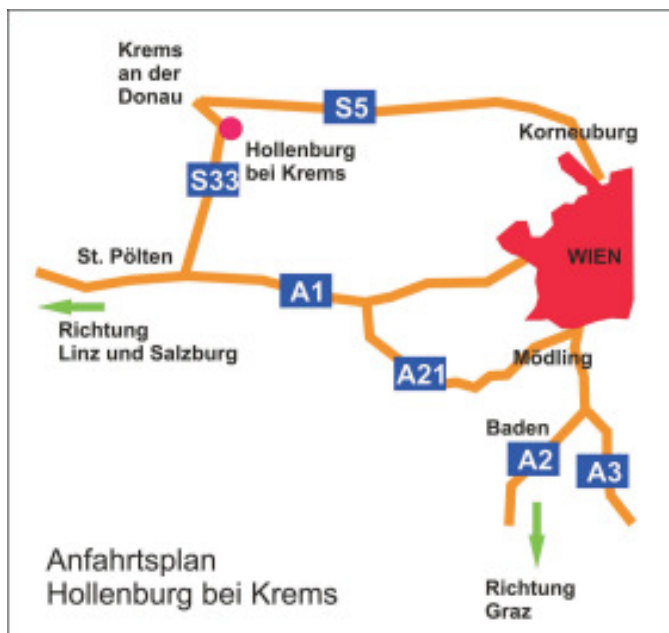 Krems
an der
Donau
S5
Korneuburg
Hollenburg
bei Krems
S33
St. Pölten
WIEN
A1
Richtung
Linz und Salzburg
Mödling
A21
Baden
A2
A3
Anfahrtsplan
Hollenburg bei Krems
Richtung
Graz